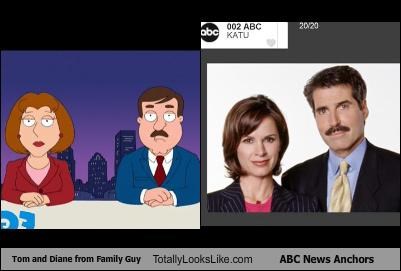 abc
002 ABC
KATU
20/20
Tom and Diane from Family Guy
TotallyLooksLike.com
ABC News Anchors